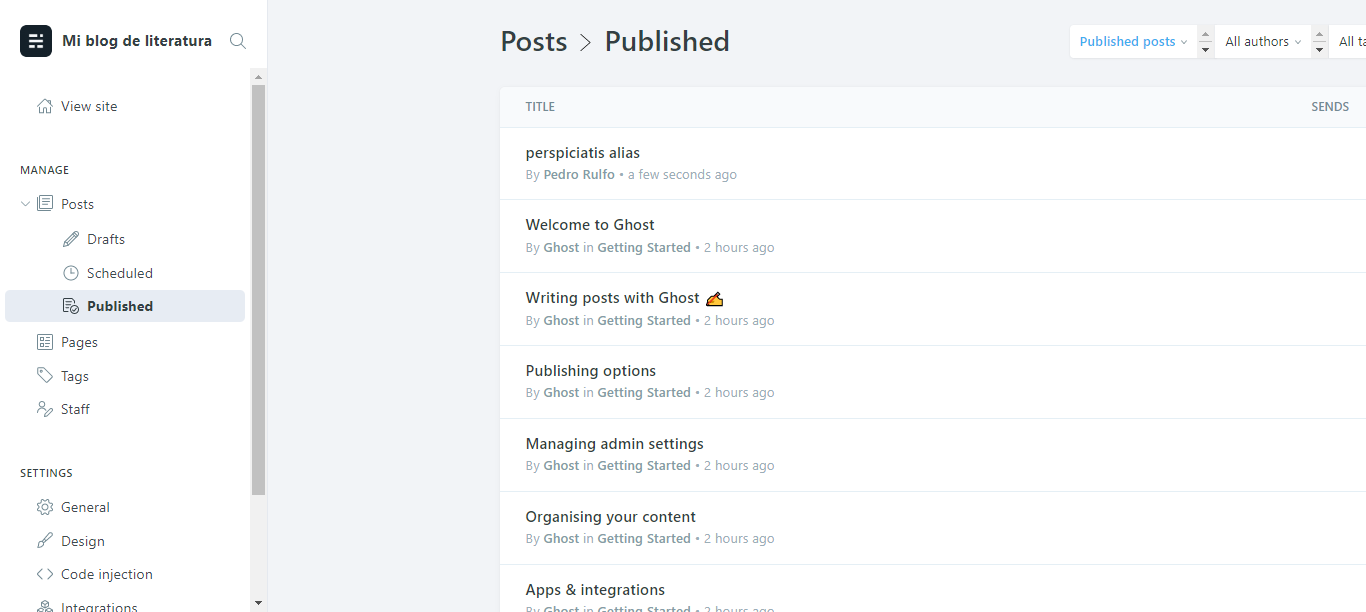 Mi blog de literatura
View site
MANAGE
Posts
Drafts
Scheduled
Published
Pages
Tags
Staff
SETTINGS
General
Design
Code injection
Integrations
Posts > Published
Published posts
All authors
All ta
TITLE SENDS
perspiciatis alias
By Pedro Rulfo • a few seconds ago
Welcome to Ghost
By Ghost in Getting Started • 2 hours ago
Writing posts with Ghost ✍️
By Ghost in Getting Started • 2 hours ago
Publishing options
By Ghost in Getting Started • 2 hours ago
Managing admin settings
By Ghost in Getting Started • 2 hours ago
Organising your content
By Ghost in Getting Started • 2 hours ago
Apps & integrations
By Ghost in Getting Started • 2 hours ago